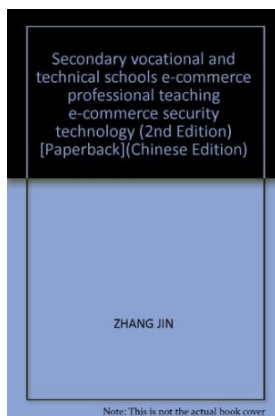 Secondary vocational and
technical schools e-commerce
professional teaching
e-commerce security
technology (2nd Edition)
[Paperback](Chinese Edition)
ZHANG JIN
Note: This is not the actual book cover